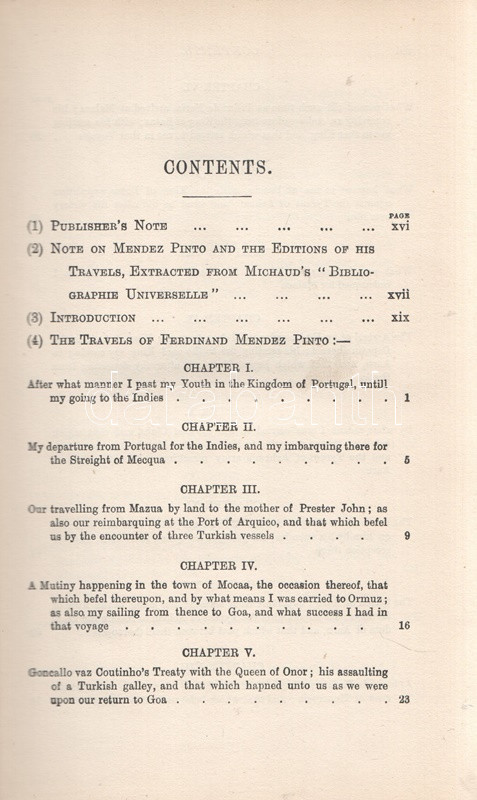 CONTENTS.
PAGE
(1) Publisher's Note ... ... ... ... ... xvi
(2) Note on Mendez Pinto and the Editions of his
Travels, Extracted from Michaud's "Biblio-
graphie Universelle" ... ... ... ... xvii
(3) Introduction ... ... ... ... ... ... xix
(4) The Travels of Ferdinand Mendez Pinto:—
CHAPTER I.
After what manner I past my Youth in the Kingdom of Portugal, untill
my going to the Indies . . . . . . . . . . 1
CHAPTER II.
My departure from Portugal for the Indies, and my imbarquing there for
the Streight of Mecqua . . . . . . . . . 5
CHAPTER III.
Our travelling from Mazua by land to the mother of Prester John; as
also our reimbarquing at the Port of Arquico, and that which befel
us by the encounter of three Turkish vessels . . . . 9
CHAPTER IV.
A Mutiny happening in the town of Mocaa, the occasion thereof, that
which befel thereupon, and by what means I was carried to Ormuz;
as also my sailing from thence to Goa, and what success I had in
that voyage . . . . . . . . . . . 16
CHAPTER V.
Goncallo vaz Coutinho's Treaty with the Queen of Onor; his assaulting
of a Turkish galley, and that which hapned unto us as we were
upon our return to Goa . . . . . . . . . 23
darabanth